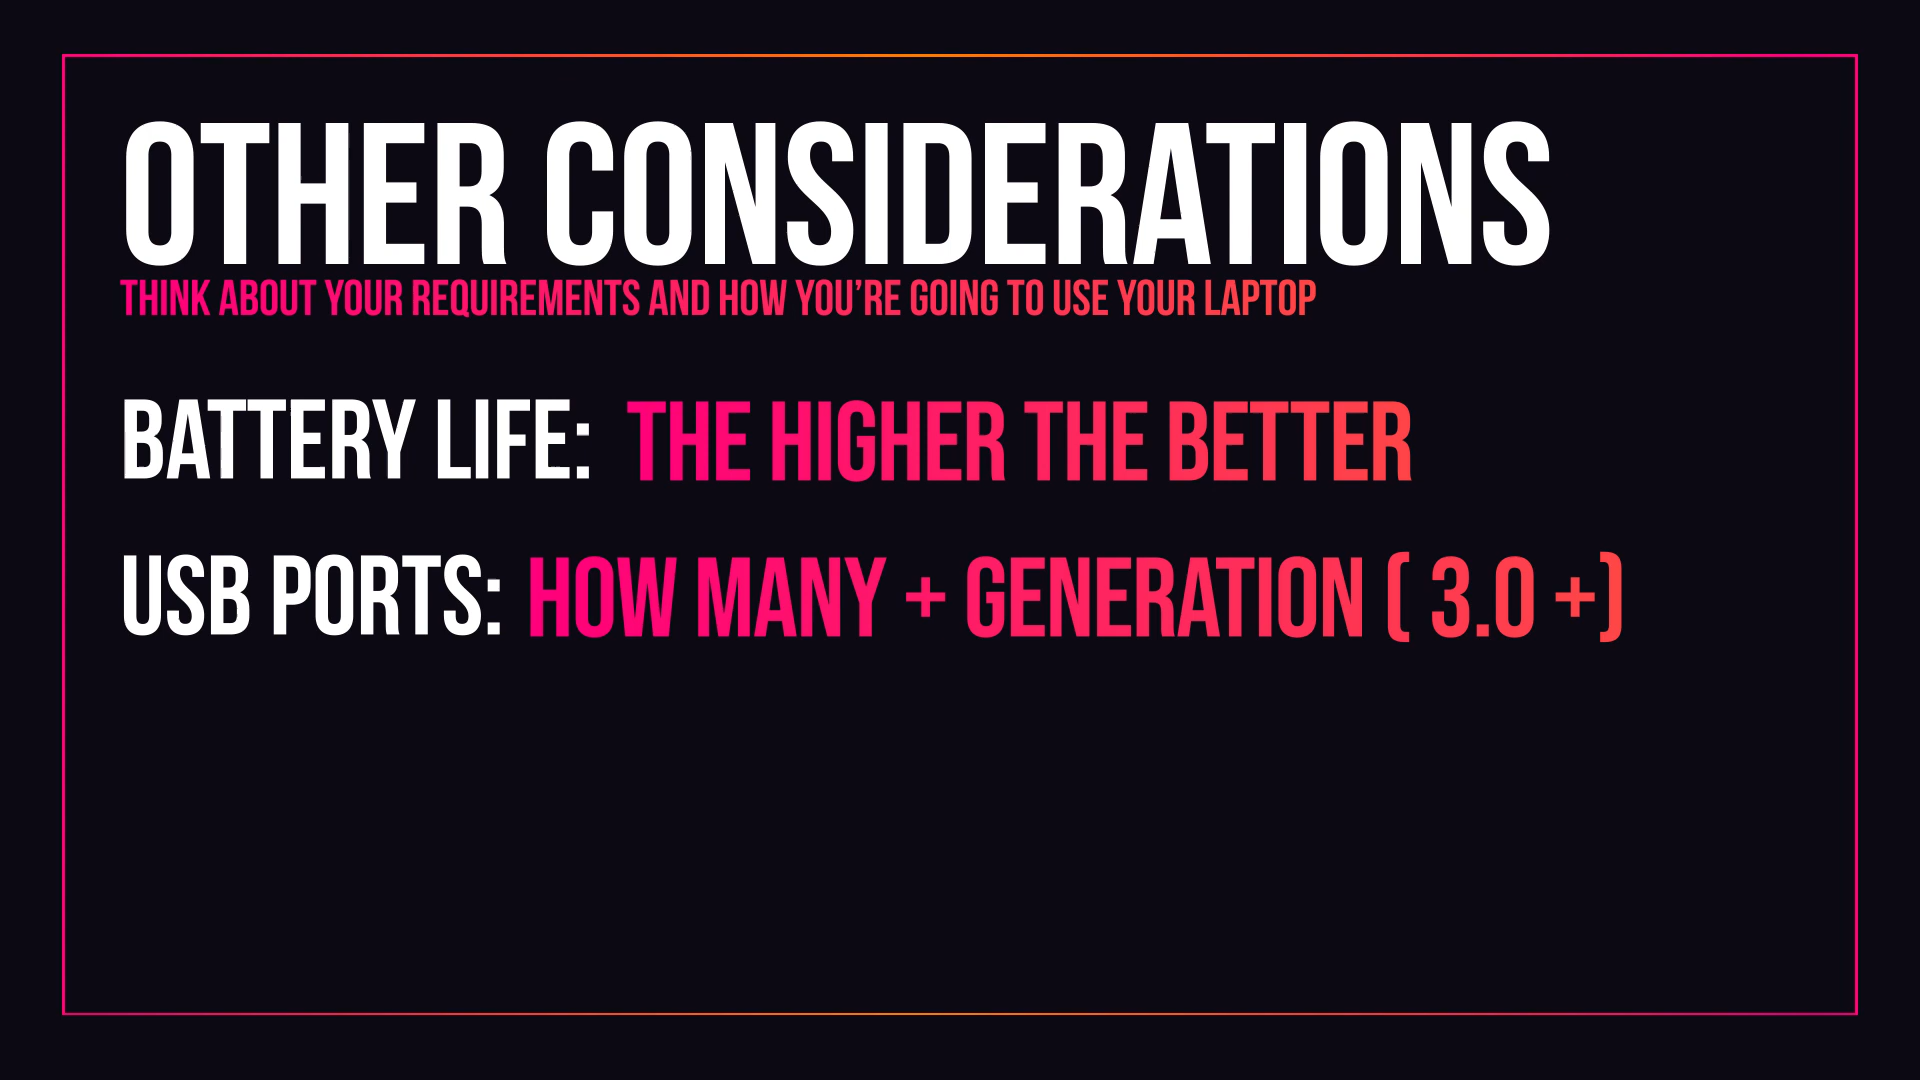 OTHER CONSIDERATIONS
THINK ABOUT YOUR REQUIREMENTS AND HOW YOU’RE GOING TO USE YOUR LAPTOP
BATTERY LIFE: THE HIGHER THE BETTER
USB PORTS: HOW MANY + GENERATION ( 3.0 +)